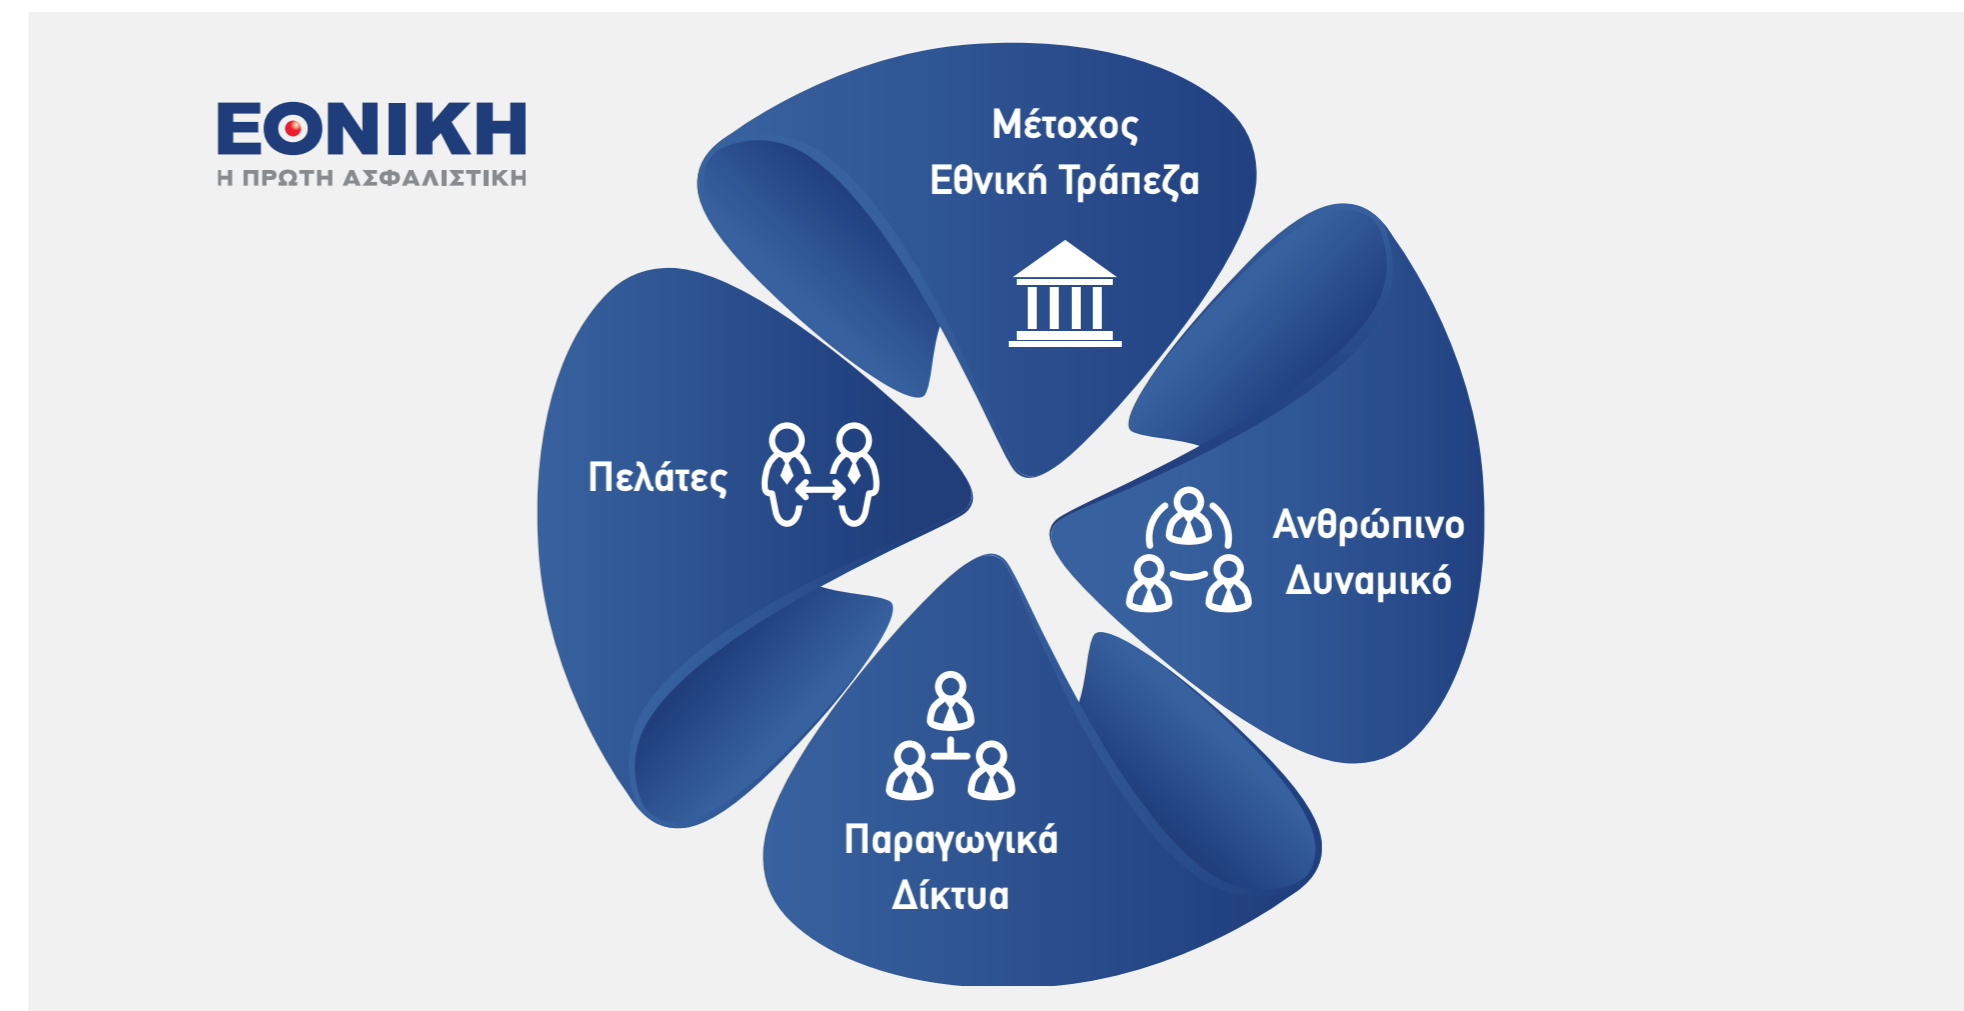 ΕΘΝΙΚΗ
Η ΠΡΩΤΗ ΑΣΦΑΛΙΣΤΙΚΗ
Μέτοχος
Εθνική Τράπεζα
Πελάτες
Ανθρώπινο
Δυναμικό
Παραγωγικά
Δίκτυα